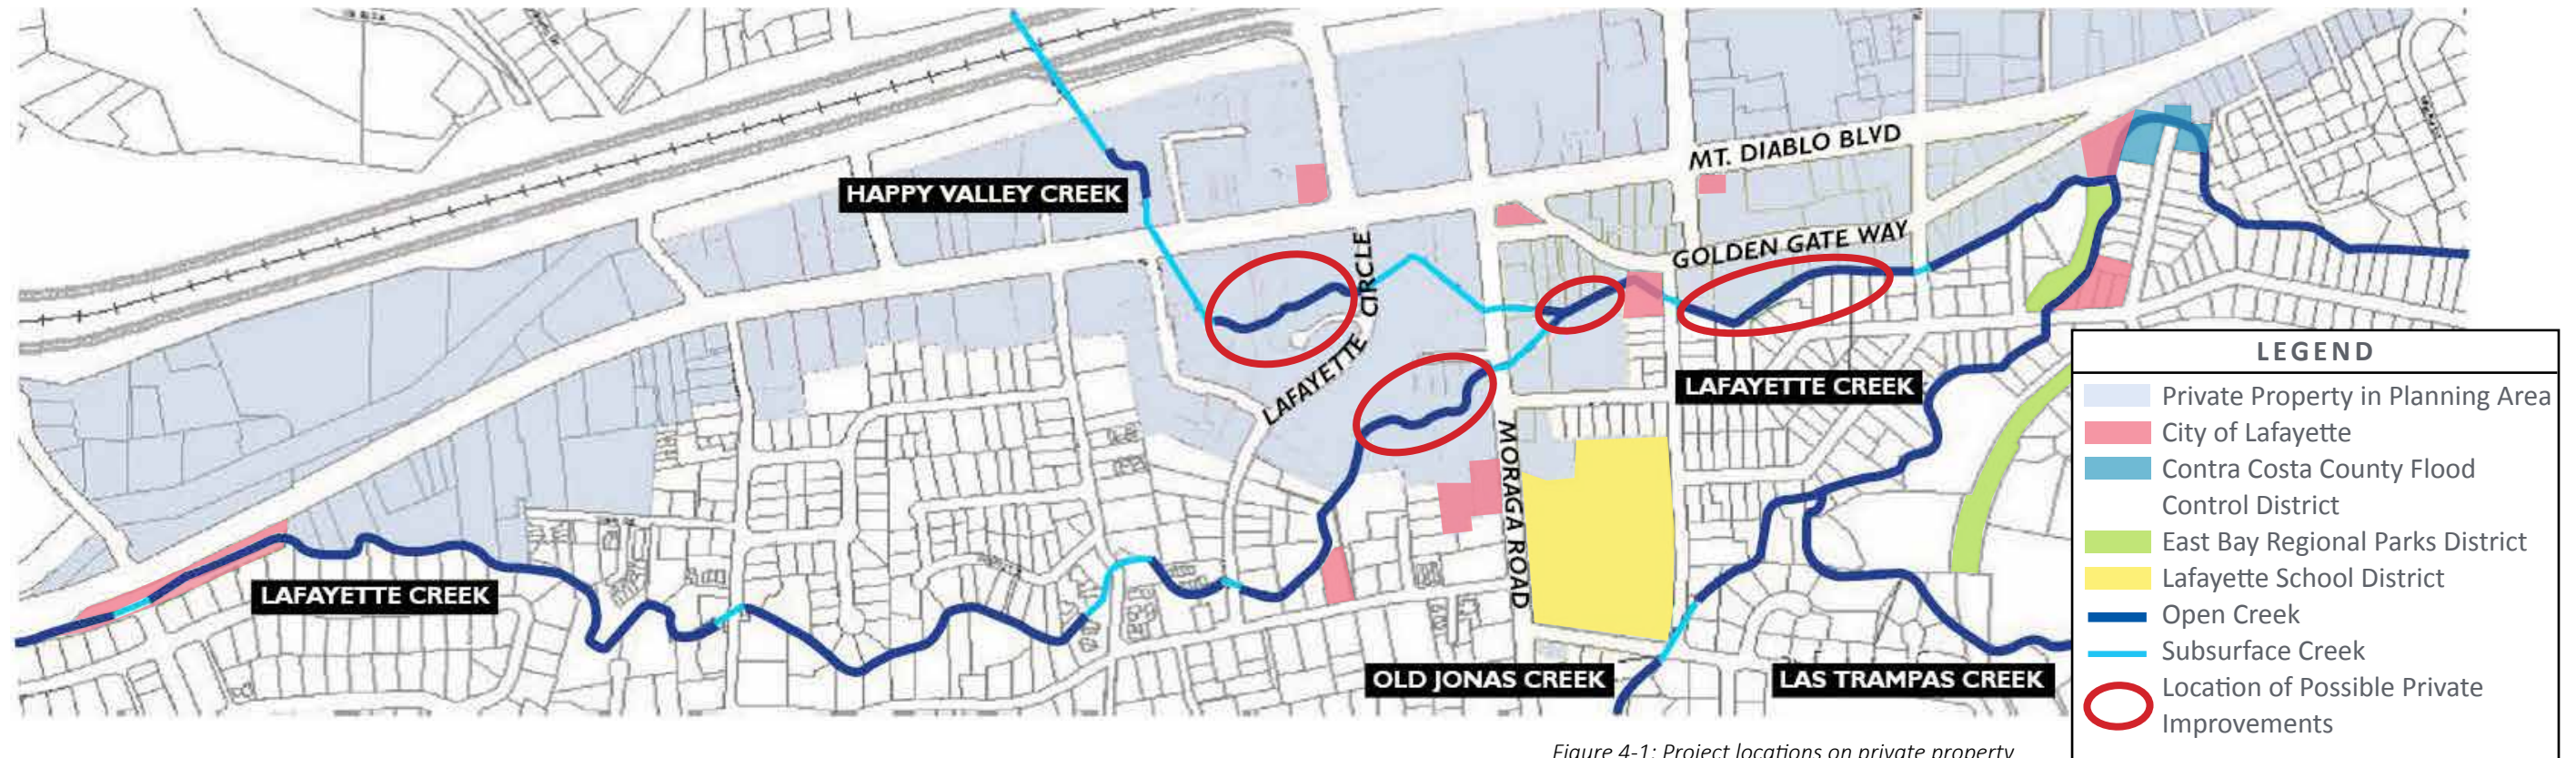 HAPPY VALLEY CREEK
MT. DIABLO BLVD
GOLDEN GATE WAY
LAFAYETTE CIRCLE
LAFAYETTE CREEK
MORAGA ROAD
LAFAYETTE CREEK
OLD JONAS CREEK
LAS TRAMPAS CREEK
LEGEND
Private Property in Planning Area
City of Lafayette
Contra Costa County Flood
Control District
East Bay Regional Parks District
Lafayette School District
Open Creek
Subsurface Creek
Location of Possible Private
Improvements
Figure 4-1: Project locations on private property